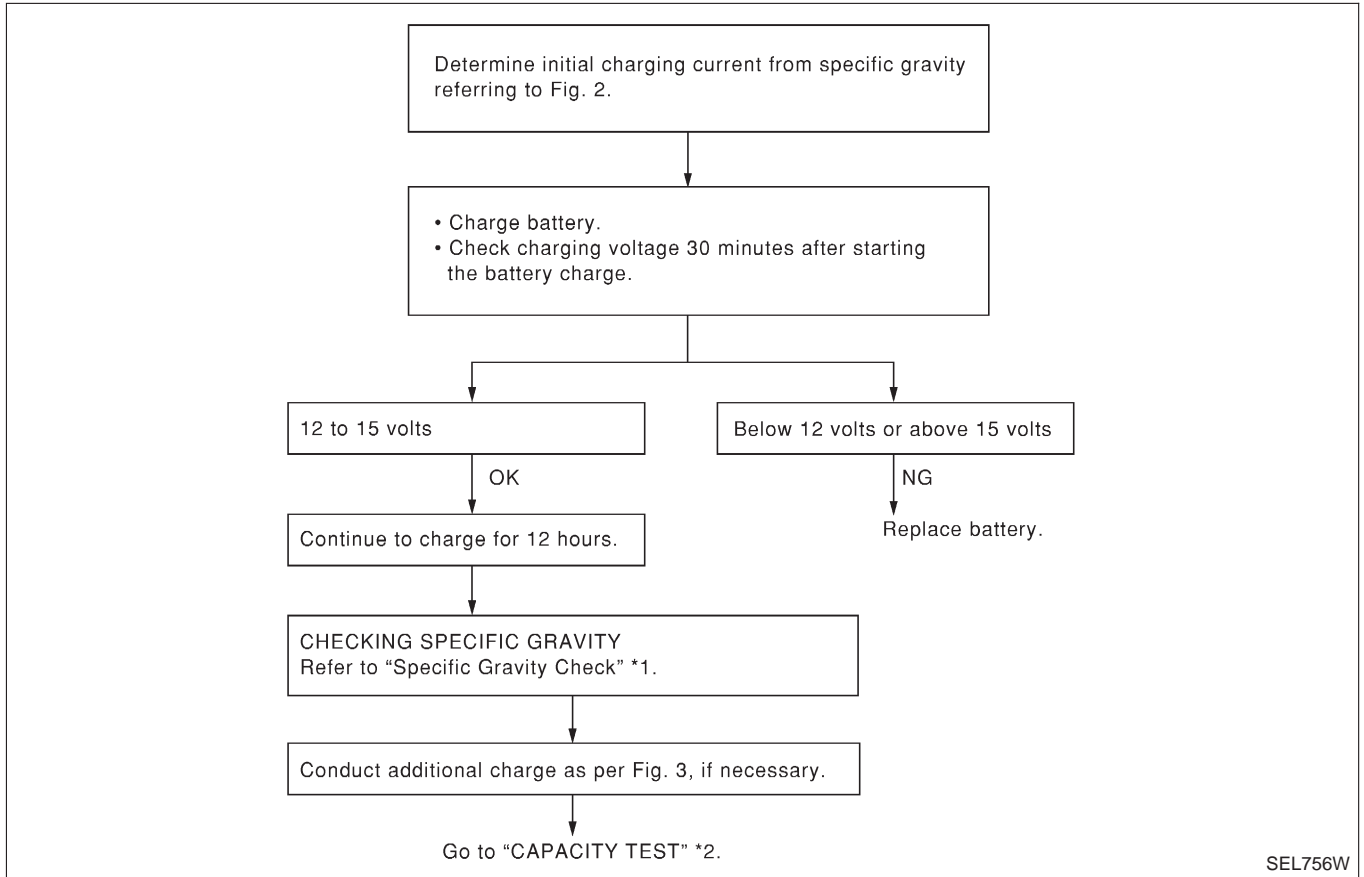 Determine initial charging current from specific gravity
referring to Fig. 2.
• Charge battery.
• Check charging voltage 30 minutes after starting
the battery charge.
12 to 15 volts
Below 12 volts or above 15 volts
OK
NG
Continue to charge for 12 hours.
Replace battery.
CHECKING SPECIFIC GRAVITY
Refer to “Specific Gravity Check” *1.
Conduct additional charge as per Fig. 3, if necessary.
Go to “CAPACITY TEST” *2.
SEL756W